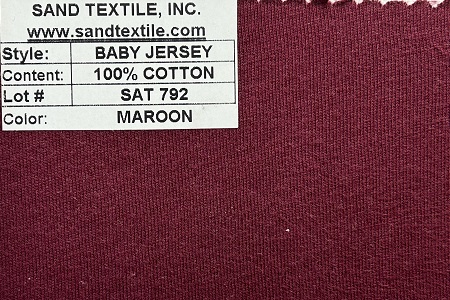 SAND TEXTILE, INC.
www.sandtextile.com
Style: BABY JERSEY
Content: 100% COTTON
Lot # SAT 792
Color: MAROON